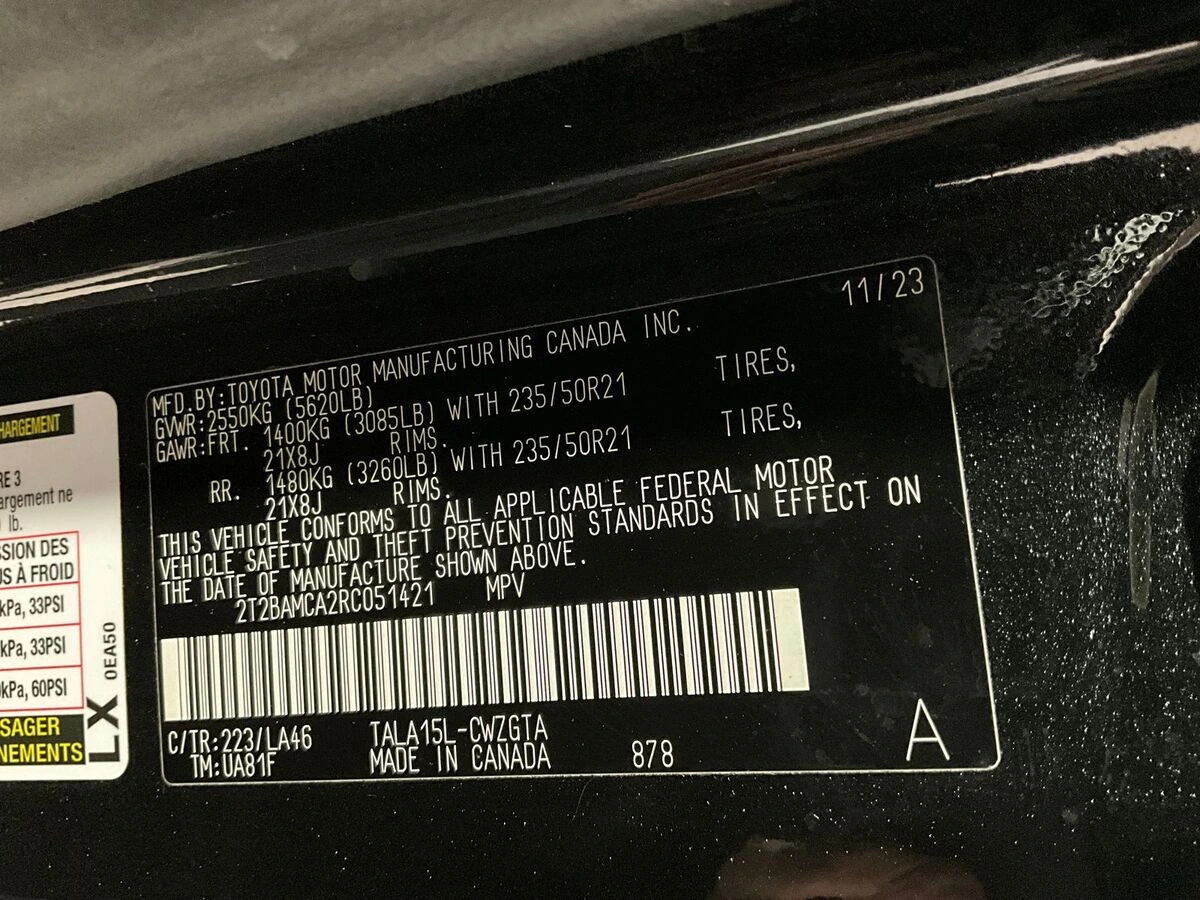 HARGEMENT
RE 3
argement ne
lb.
SSION DES
US À FROID
kPa, 33PSI
kPa, 33PSI
kPa, 60PSI
SAGER
NEMENTS
LX 0EA50
11/23
MFD.BY:TOYOTA MOTOR MANUFACTURING CANADA INC.
GVWR:2550KG (5620LB)
GAWR:FRT. 1400KG (3085LB) WITH 235/50R21 TIRES,
21X8J RIMS.
RR. 1480KG (3260LB) WITH 235/50R21 TIRES,
21X8J RIMS.
THIS VEHICLE CONFORMS TO ALL APPLICABLE FEDERAL MOTOR
VEHICLE SAFETY AND THEFT PREVENTION STANDARDS IN EFFECT ON
THE DATE OF MANUFACTURE SHOWN ABOVE.
2T2BAMCA2RC051421 MPV
C/TR:223/LA46 TALA15L-CWZGTA
TM:UA81F MADE IN CANADA 878 A